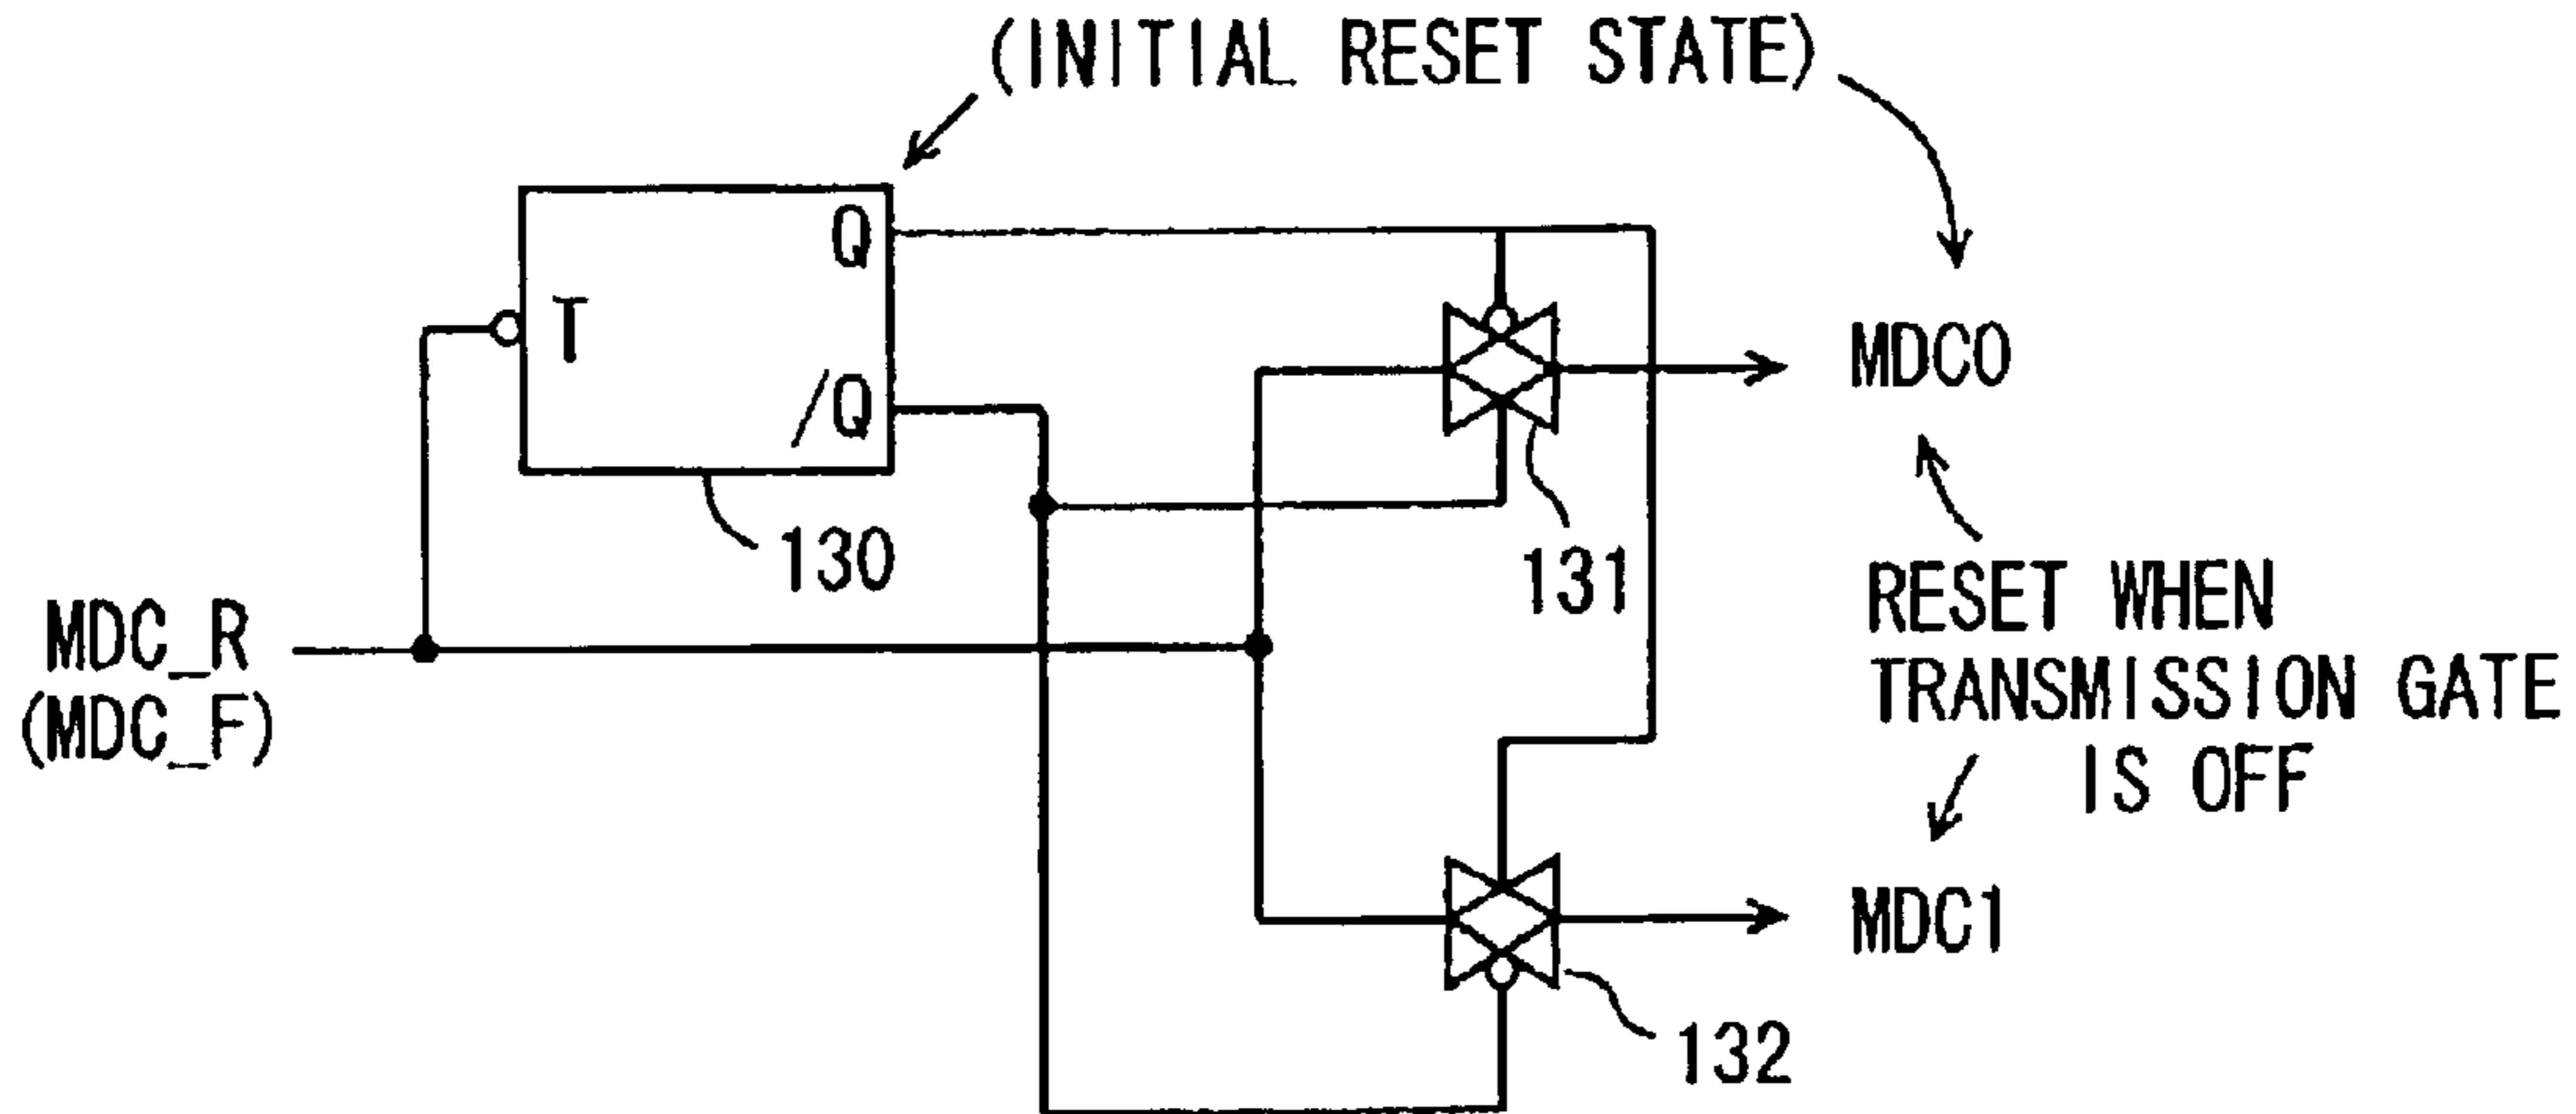 (INITIAL RESET STATE)
Q
T
/Q
MDC0
130
131
MDC_R
(MDC_F)
RESET WHEN
TRANSMISSION GATE
IS OFF
MDC1
132